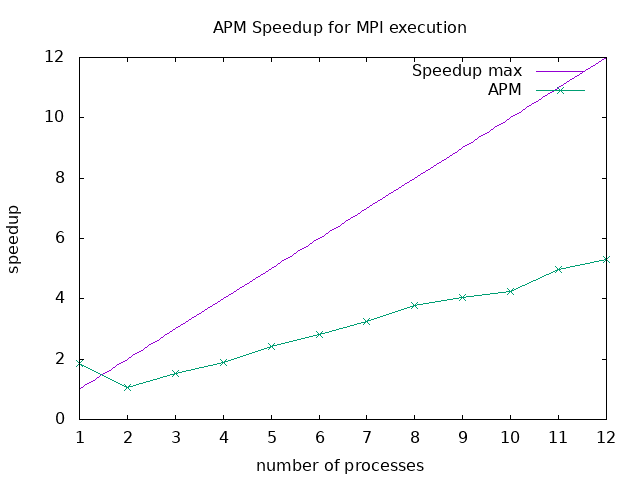 APM Speedup for MPI execution
12
10
8
6
4
2
0
speedup
Speedup max
APM
1 2 3 4 5 6 7 8 9 10 11 12
number of processes